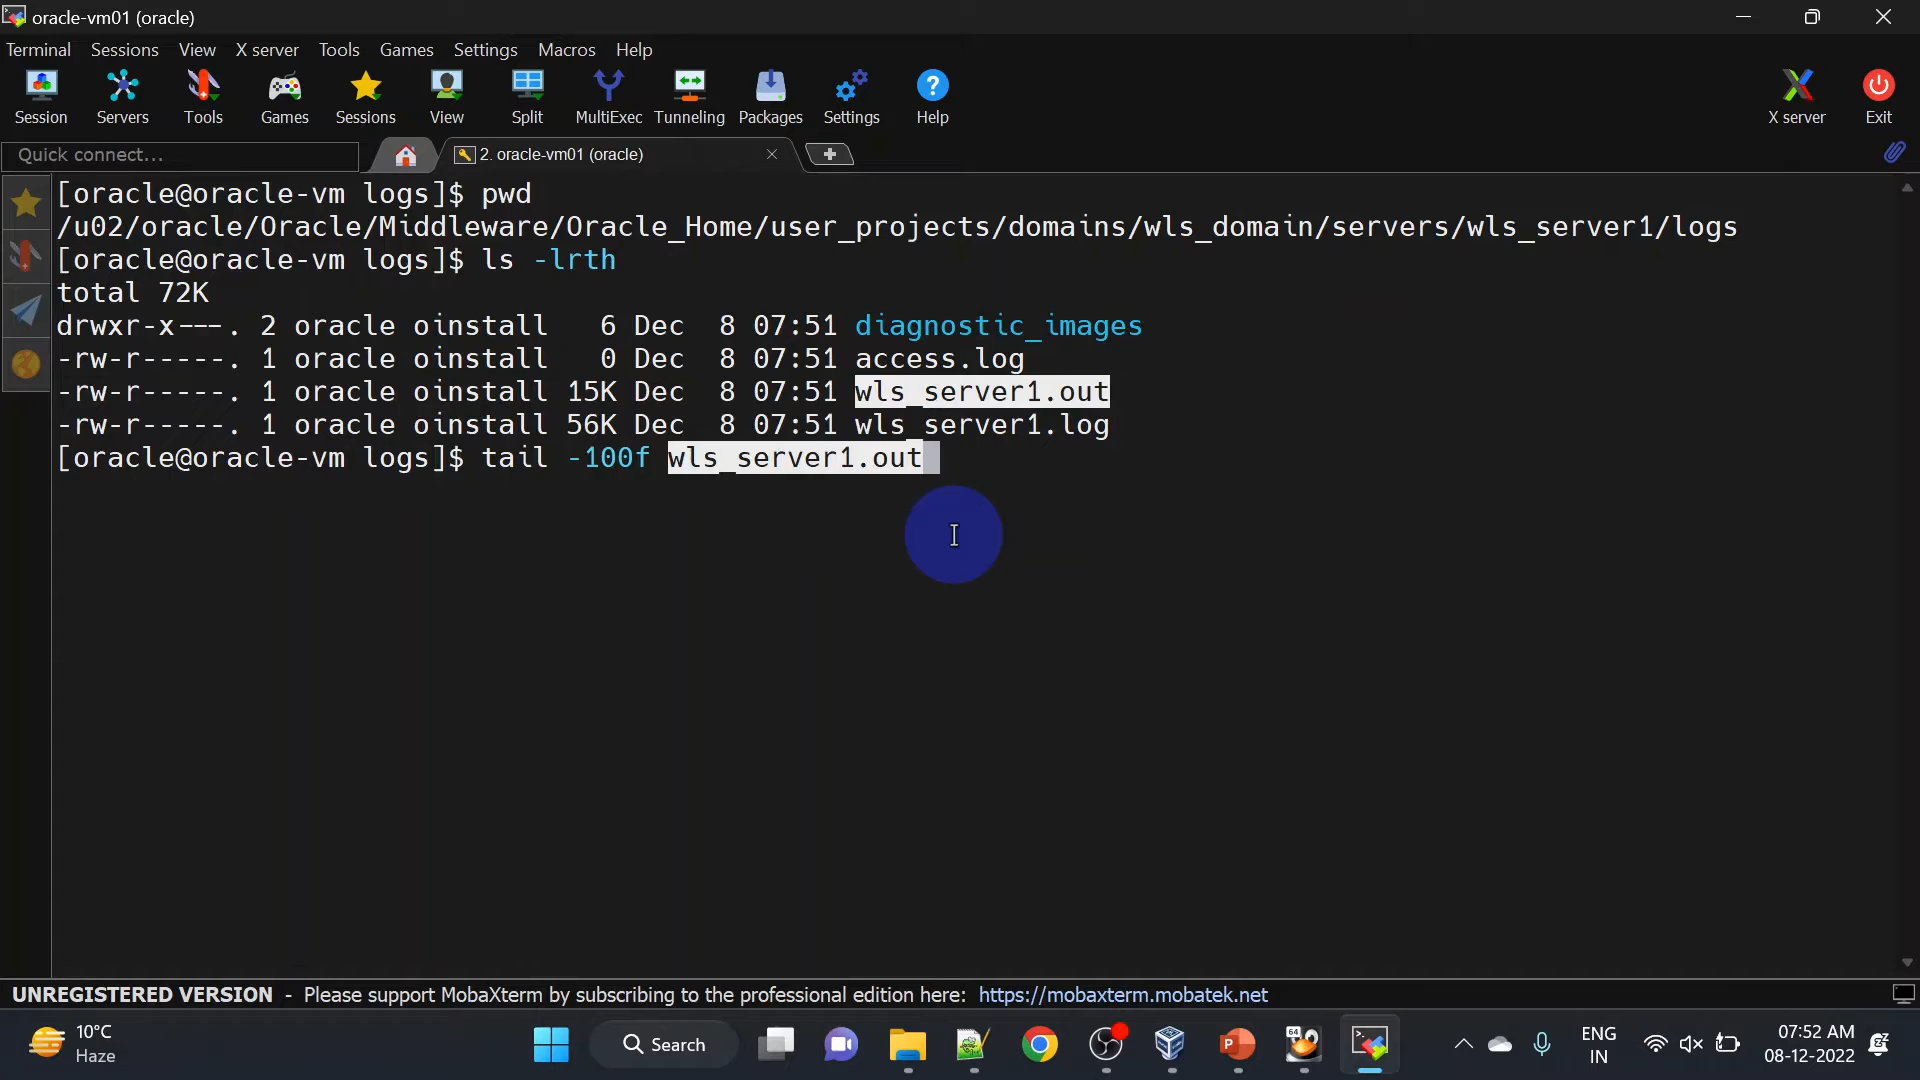 oracle-vm01 (oracle)
Terminal Sessions View X server Tools Games Settings Macros Help
Session Servers Tools Games Sessions View Split MultiExec Tunneling Packages Settings Help X server Exit
Quick connect... 2. oracle-vm01 (oracle)
[oracle@oracle-vm logs]$ pwd
/u02/oracle/Oracle/Middleware/Oracle_Home/user_projects/domains/wls_domain/servers/wls_server1/logs
[oracle@oracle-vm logs]$ ls -lrth
total 72K
drwxr-x---. 2 oracle oinstall   6 Dec  8 07:51 diagnostic_images
-rw-r-----. 1 oracle oinstall   0 Dec  8 07:51 access.log
-rw-r-----. 1 oracle oinstall 15K Dec  8 07:51 wls_server1.out
-rw-r-----. 1 oracle oinstall 56K Dec  8 07:51 wls_server1.log
[oracle@oracle-vm logs]$ tail -100f wls_server1.out
UNREGISTERED VERSION - Please support MobaXterm by subscribing to the professional edition here: https://mobaxterm.mobatek.net
10°C
Haze
Search
64
P
ENG
IN
07:52 AM
08-12-2022